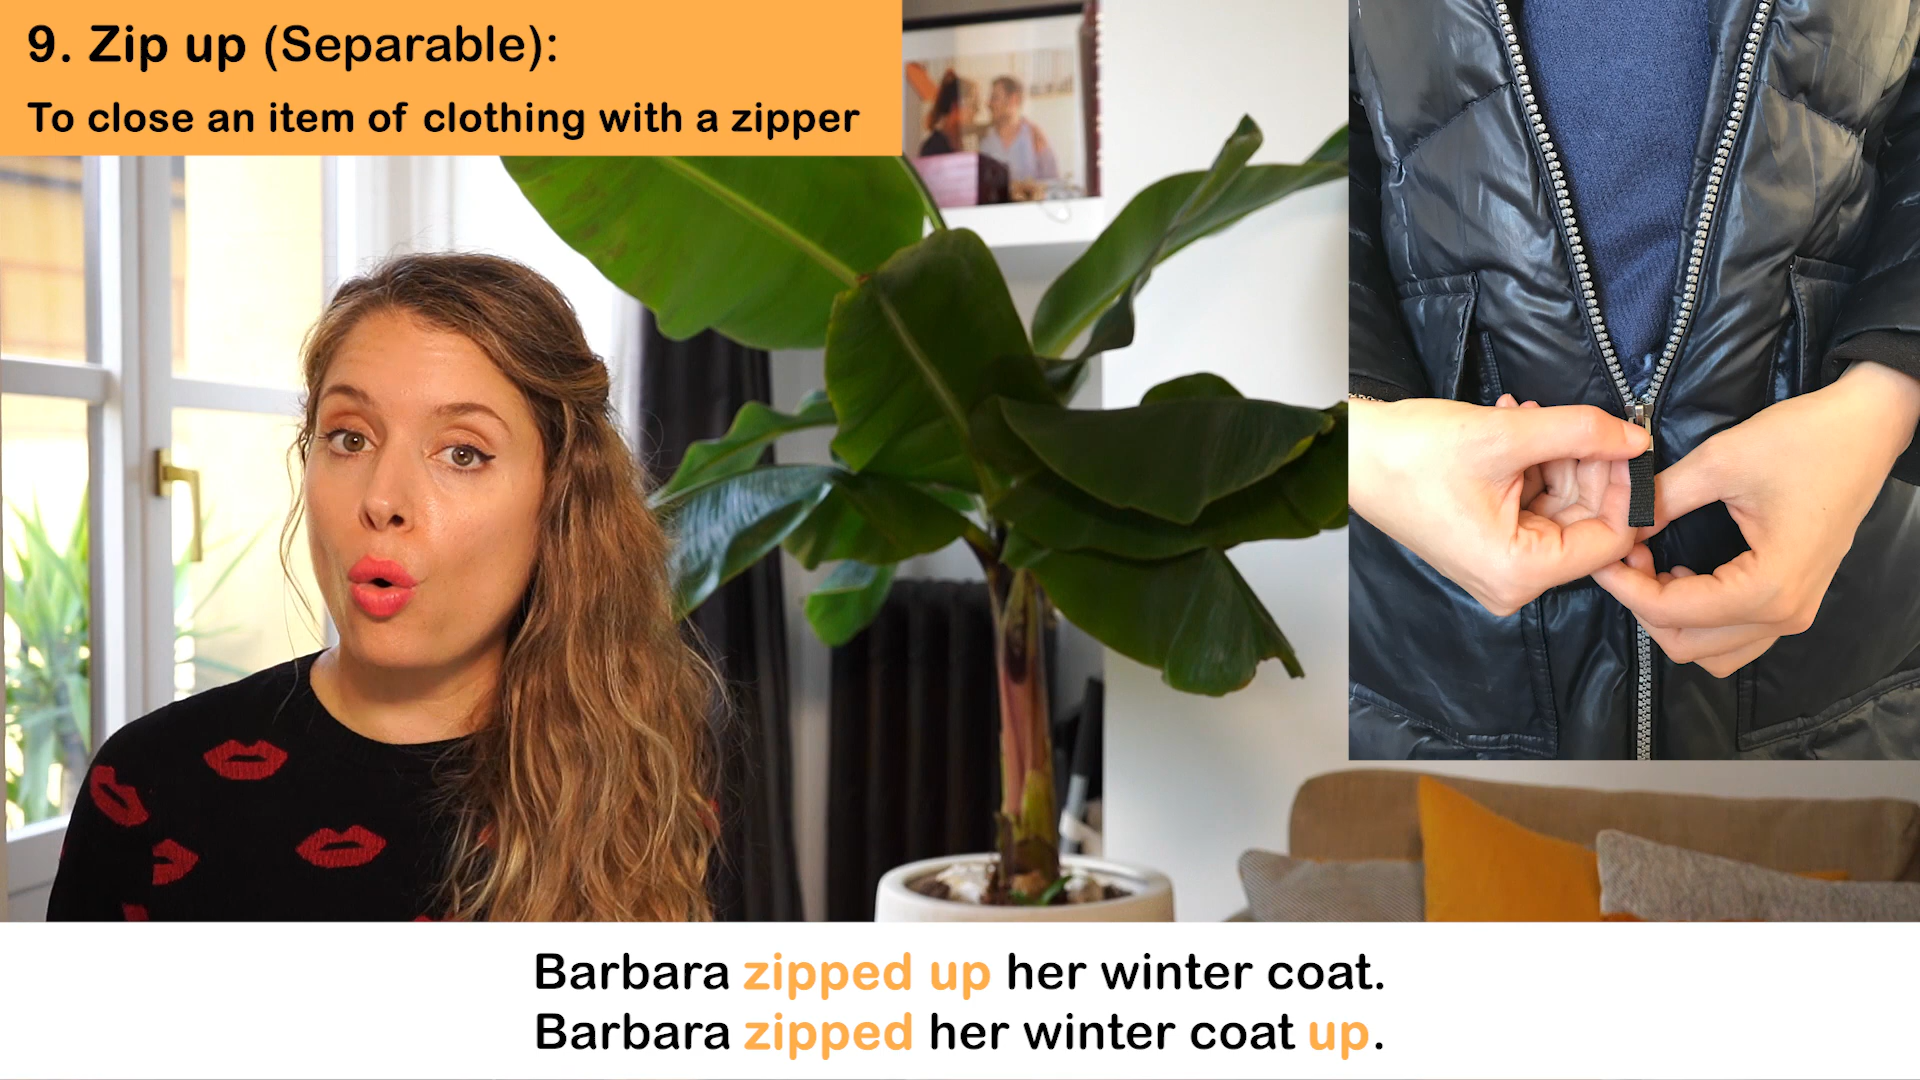 9. Zip up (Separable):
To close an item of clothing with a zipper
Barbara zipped up her winter coat.
Barbara zipped her winter coat up.